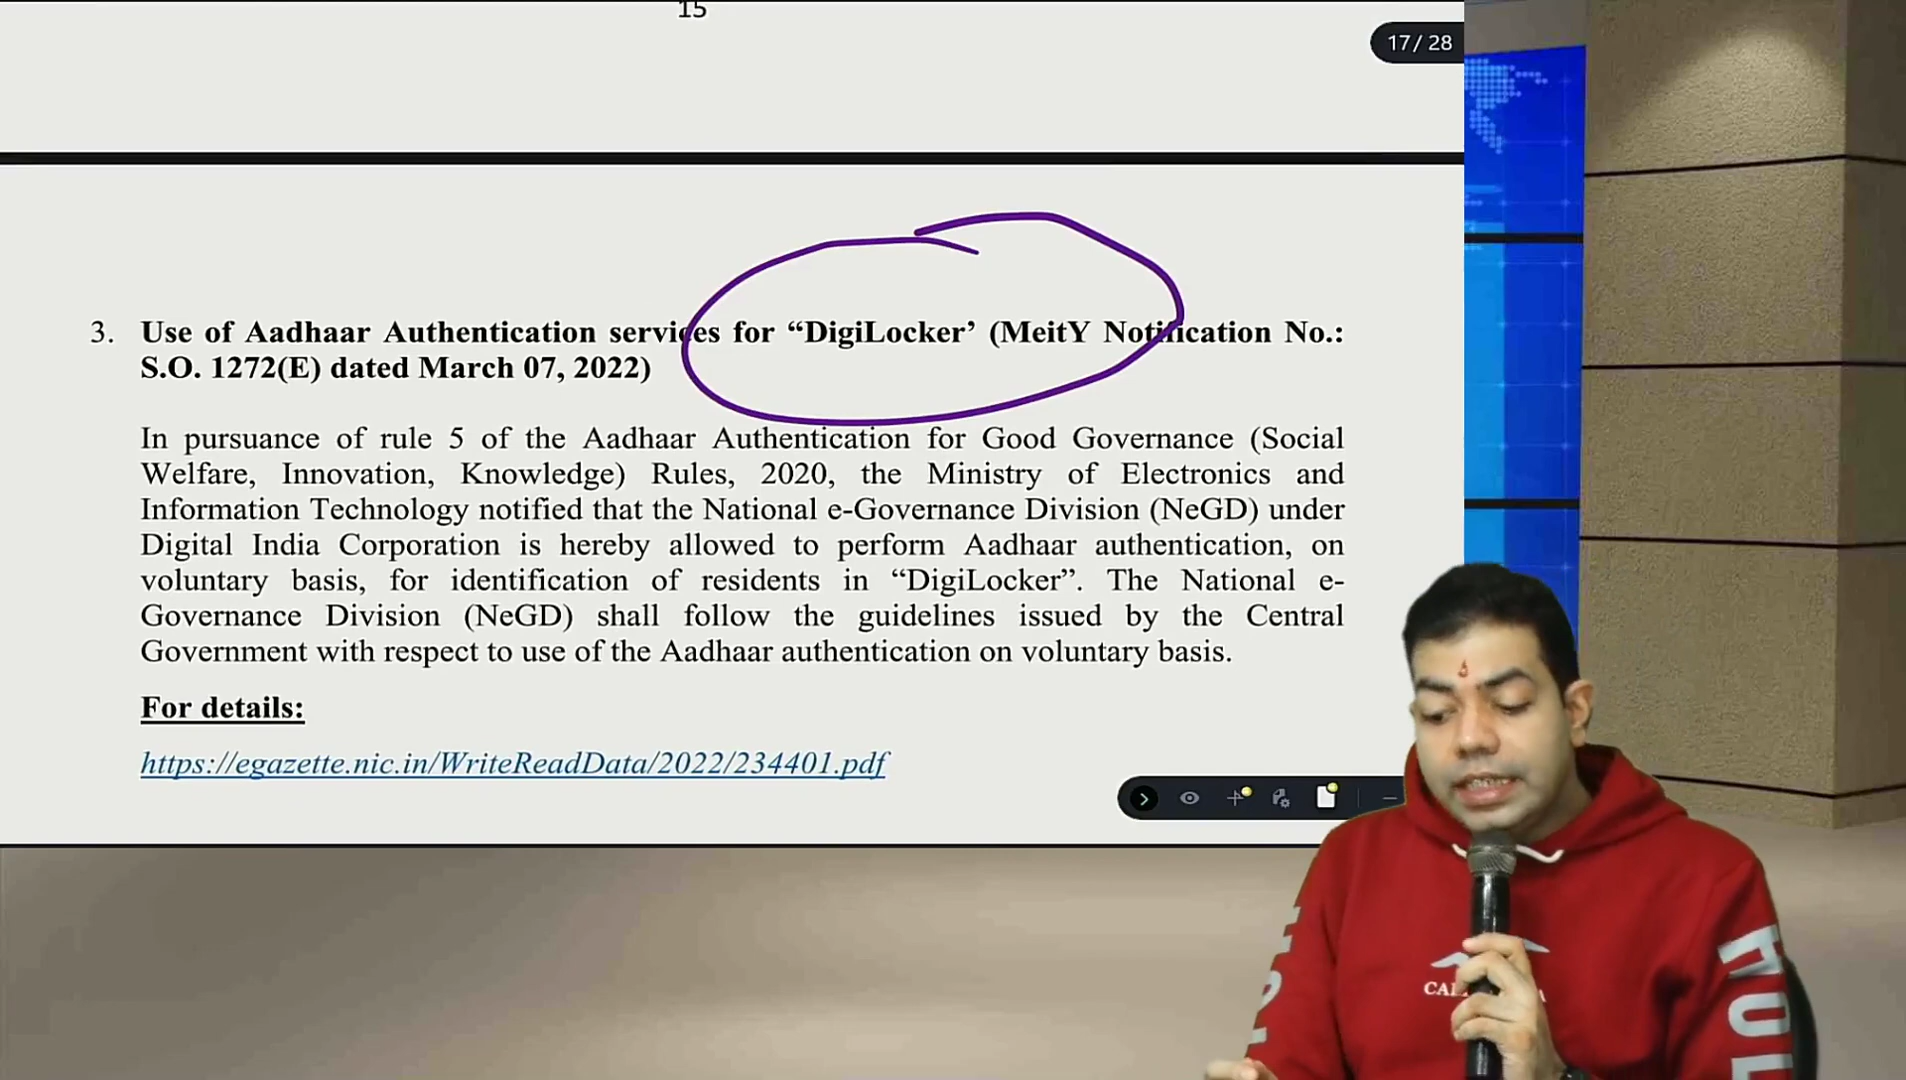 15
17/ 28
3. Use of Aadhaar Authentication services for “DigiLocker’ (MeitY Notification No.:
S.O. 1272(E) dated March 07, 2022)
In pursuance of rule 5 of the Aadhaar Authentication for Good Governance (Social
Welfare, Innovation, Knowledge) Rules, 2020, the Ministry of Electronics and
Information Technology notified that the National e-Governance Division (NeGD) under
Digital India Corporation is hereby allowed to perform Aadhaar authentication, on
voluntary basis, for identification of residents in “DigiLocker”. The National e-
Governance Division (NeGD) shall follow the guidelines issued by the Central
Government with respect to use of the Aadhaar authentication on voluntary basis.
For details:
https://egazette.nic.in/WriteReadData/2022/234401.pdf